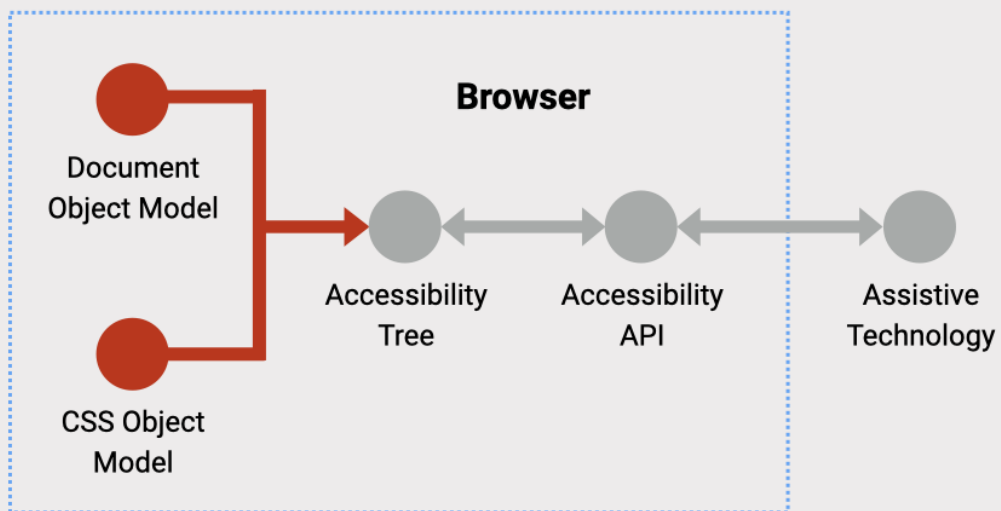 Browser
Document
Object Model
Accessibility
Tree
Accessibility
API
Assistive
Technology
CSS Object
Model